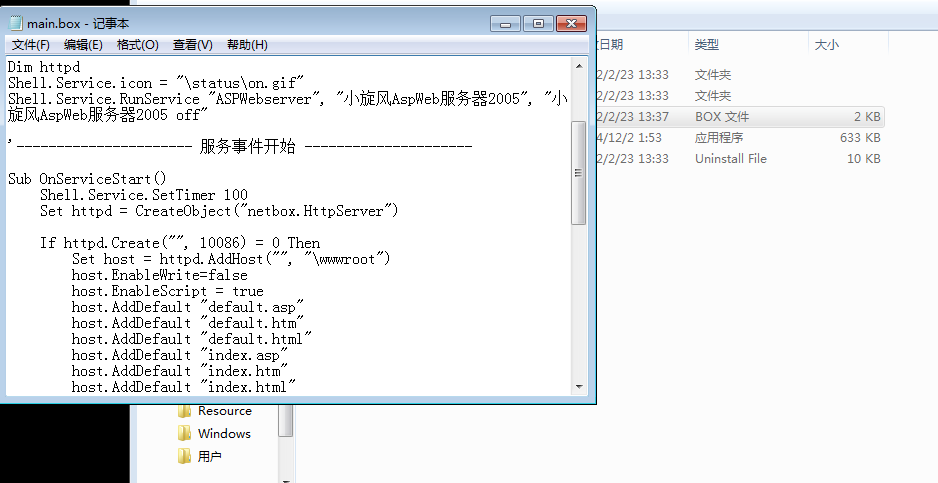 main.box - 记事本
文件(F) 编辑(E) 格式(O) 查看(V) 帮助(H)
Dim httpd
Shell.Service.icon = "\status\on.gif"
Shell.Service.RunService "ASPWebserver", "小旋风AspWeb服务器2005", "小
旋风AspWeb服务器2005 off"
'---------------------- 服务事件开始 ---------------------
Sub OnServiceStart()
Shell.Service.SetTimer 100
Set httpd = CreateObject("netbox.HttpServer")
If httpd.Create("", 10086) = 0 Then
Set host = httpd.AddHost("", "\wwwroot")
host.EnableWrite=false
host.EnableScript = true
host.AddDefault "default.asp"
host.AddDefault "default.htm"
host.AddDefault "default.html"
host.AddDefault "index.asp"
host.AddDefault "index.htm"
host.AddDefault "index.html"
日期 类型 大小
2/2/23 13:33 文件夹
2/2/23 13:33 文件夹
2/2/23 13:37 BOX 文件 2 KB
4/12/2 1:53 应用程序 633 KB
2/2/23 13:33 Uninstall File 10 KB
Resource
Windows
用户